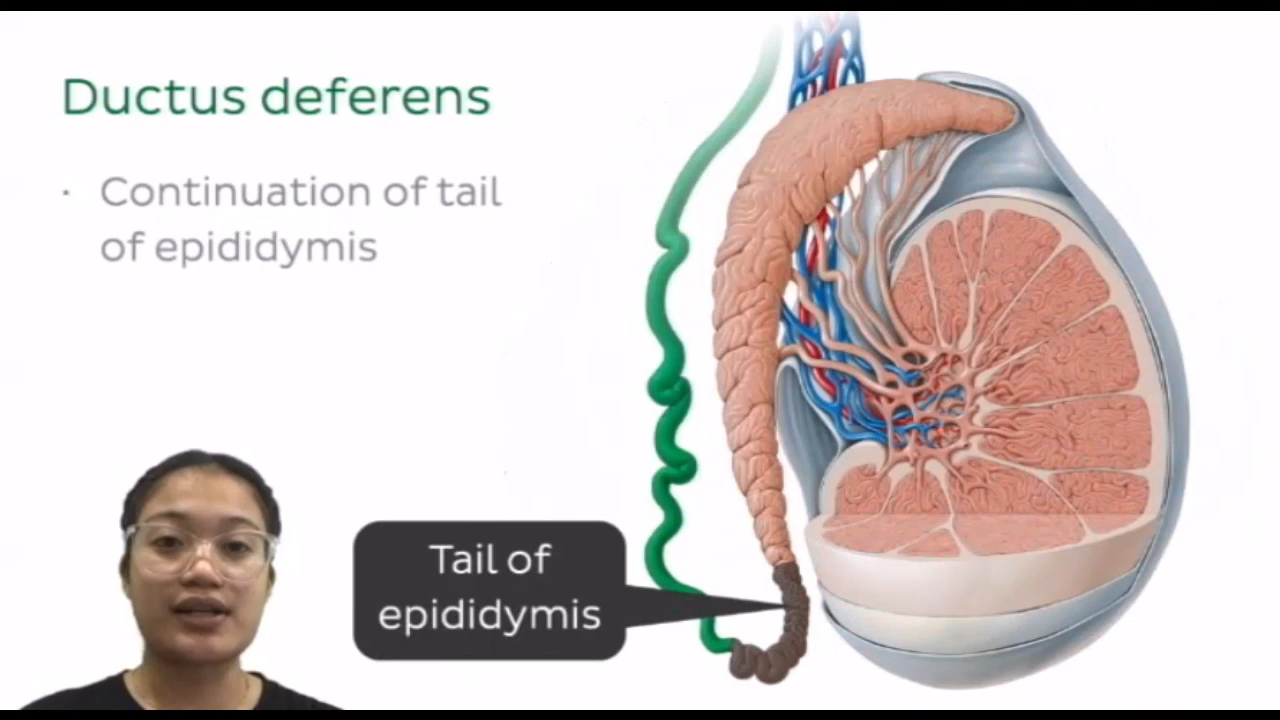 Ductus deferens
· Continuation of tail
of epididymis
Tail of
epididymis